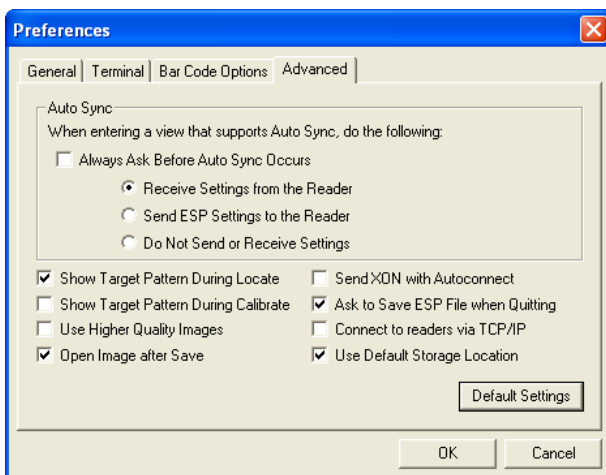 Preferences
General Terminal Bar Code Options Advanced
Auto Sync
When entering a view that supports Auto Sync, do the following:
Always Ask Before Auto Sync Occurs
Receive Settings from the Reader
Send ESP Settings to the Reader
Do Not Send or Receive Settings
Show Target Pattern During Locate Send XON with Autoconnect
Show Target Pattern During Calibrate Ask to Save ESP File when Quitting
Use Higher Quality Images Connect to readers via TCP/IP
Open Image after Save Use Default Storage Location
Default Settings
OK Cancel